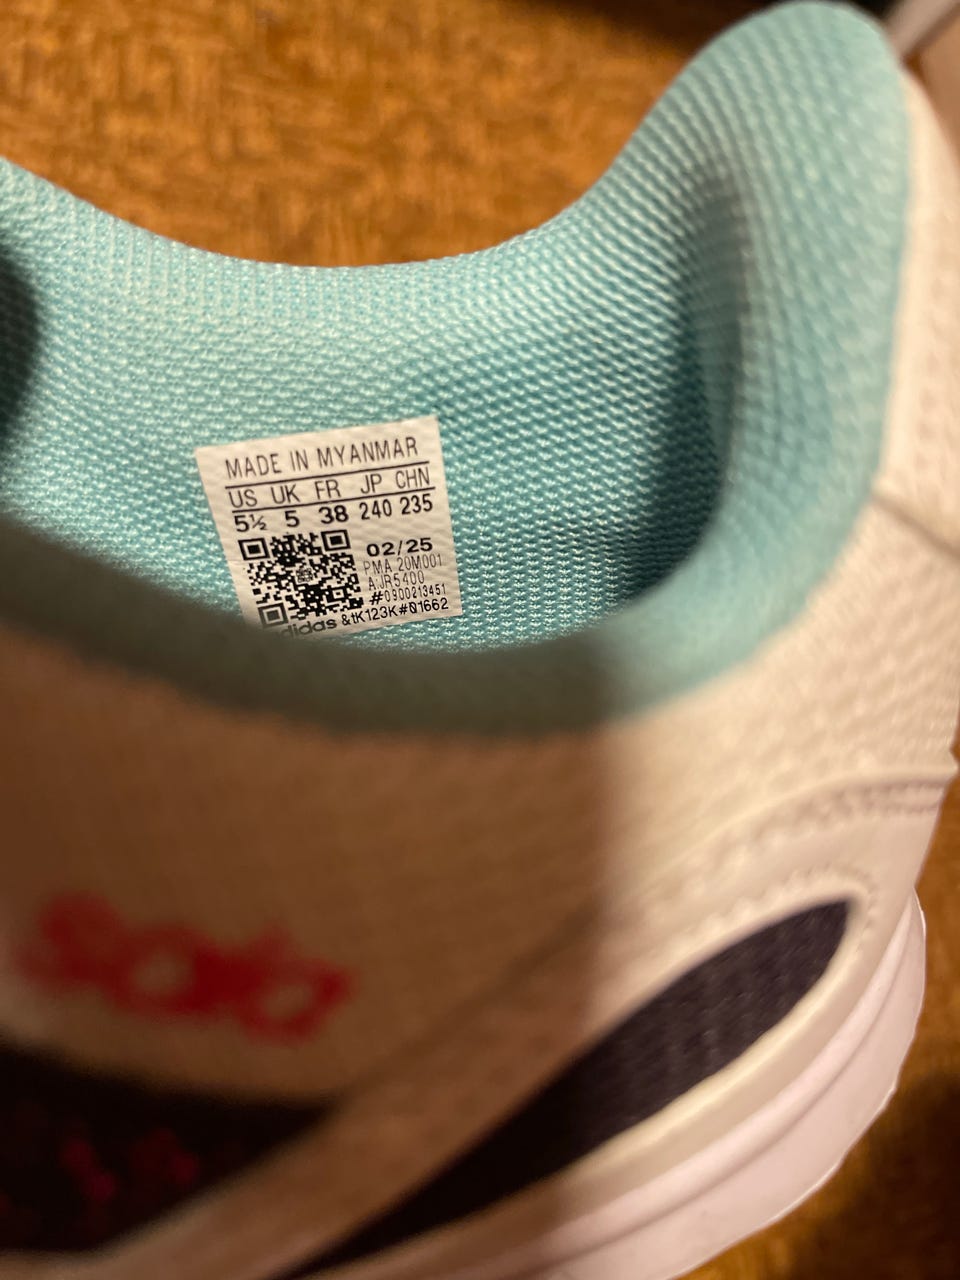 MADE IN MYANMAR
US UK FR JP CHN
5½ 5 38 240 235
02/25
PMA 20M001
A:JR5400
#0900213451
adidas &tK123K#01662